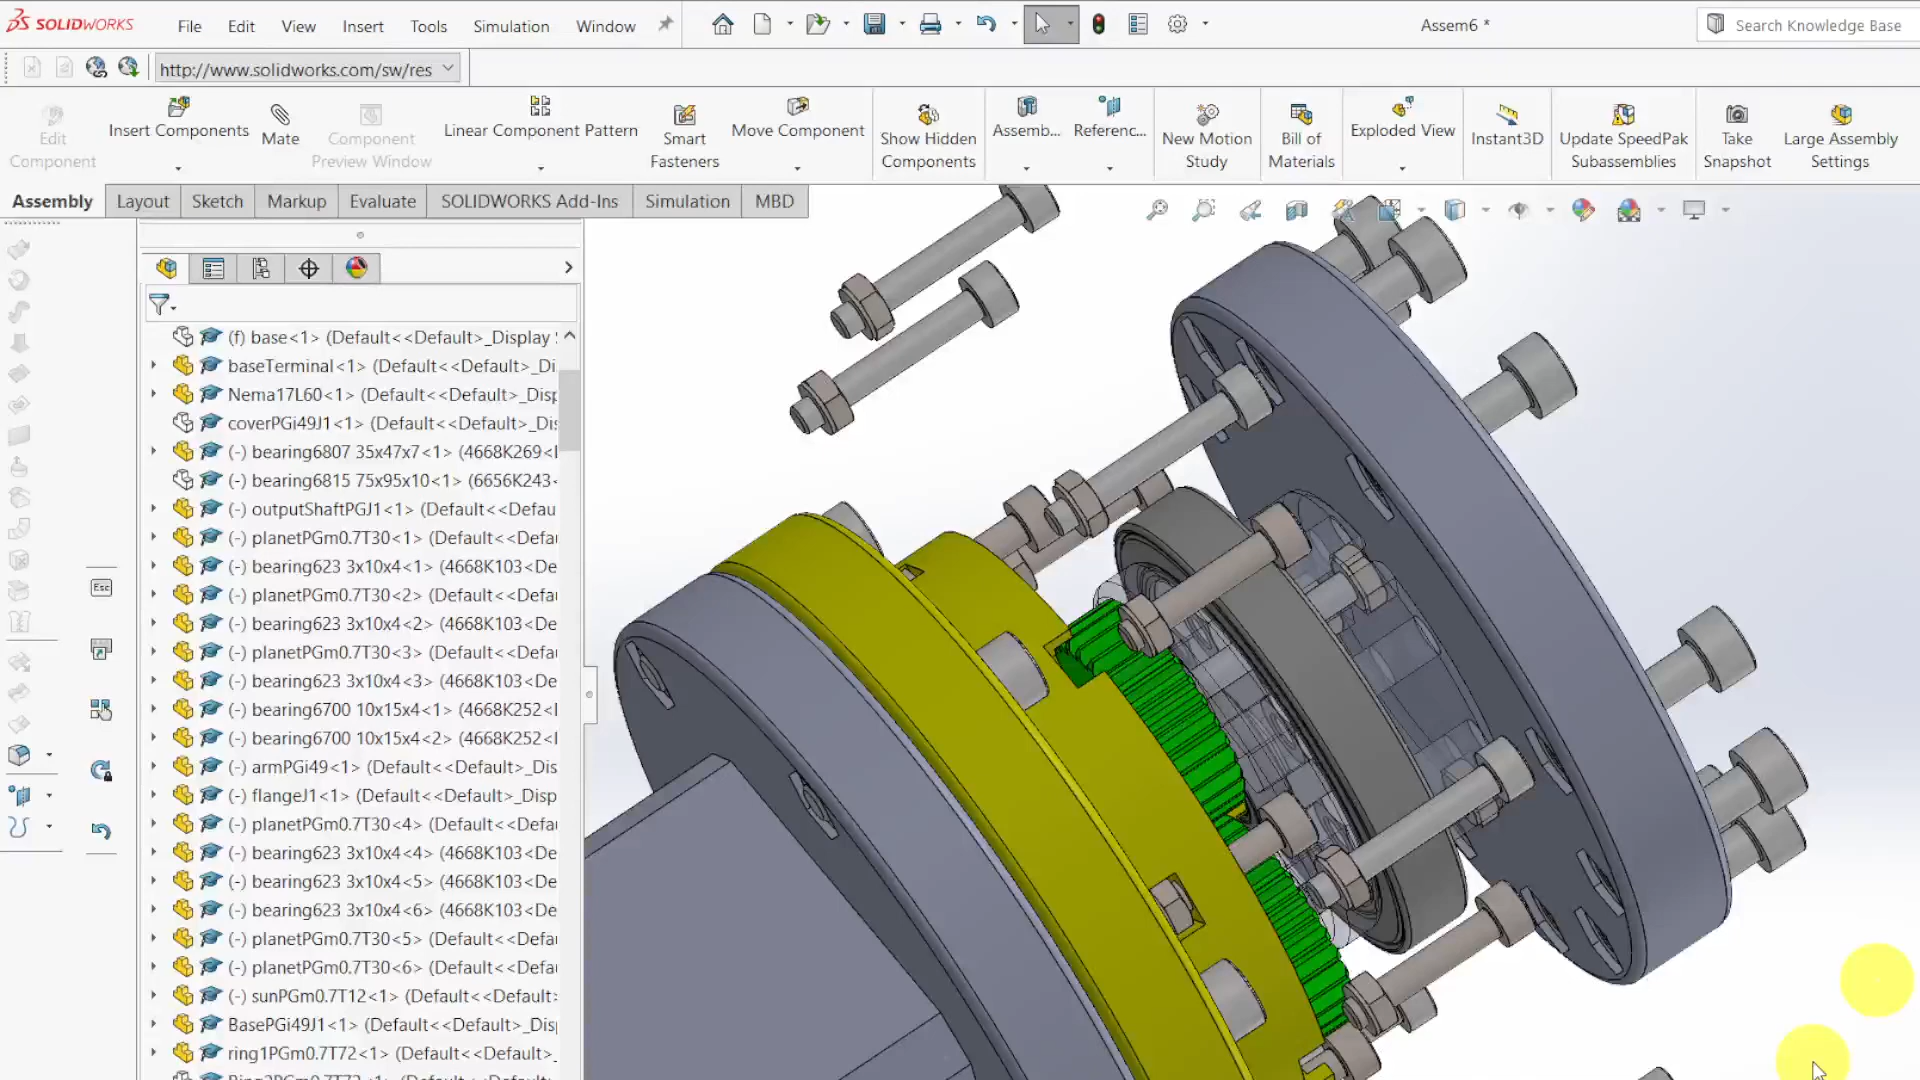 SOLIDWORKS File Edit View Insert Tools Simulation Window Assem6 * Search Knowledge Base
http://www.solidworks.com/sw/res
Edit Component
Insert Components
Mate
Component Preview Window
Linear Component Pattern
Smart Fasteners
Move Component
Show Hidden Components
Assemb...
Referenc...
New Motion Study
Bill of Materials
Exploded View
Instant3D
Update SpeedPak Subassemblies
Take Snapshot
Large Assembly Settings
Assembly Layout Sketch Markup Evaluate SOLIDWORKS Add-Ins Simulation MBD
(f) base<1> (Default<<Default>_Display
baseTerminal<1> (Default<<Default>_Di
Nema17L60<1> (Default<<Default>_Disp
coverPGi49J1<1> (Default<<Default>_Dis
(-) bearing6807 35x47x7<1> (4668K269<
(-) bearing6815 75x95x10<1> (6656K243<
(-) outputShaftPGJ1<1> (Default<<Defau
(-) planetPGm0.7T30<1> (Default<<Defa
(-) bearing623 3x10x4<1> (4668K103<De
(-) planetPGm0.7T30<2> (Default<<Defa
(-) bearing623 3x10x4<2> (4668K103<De
(-) planetPGm0.7T30<3> (Default<<Defa
(-) bearing623 3x10x4<3> (4668K103<De
(-) bearing6700 10x15x4<1> (4668K252<
(-) bearing6700 10x15x4<2> (4668K252<
(-) armPGi49<1> (Default<<Default>_Dis
(-) flangeJ1<1> (Default<<Default>_Disp
(-) planetPGm0.7T30<4> (Default<<Defa
(-) bearing623 3x10x4<4> (4668K103<De
(-) bearing623 3x10x4<5> (4668K103<De
(-) bearing623 3x10x4<6> (4668K103<De
(-) planetPGm0.7T30<5> (Default<<Defa
(-) planetPGm0.7T30<6> (Default<<Defa
(-) sunPGm0.7T12<1> (Default<<Default
BasePGi49J1<1> (Default<<Default>_Dis
ring1PGm0.7T72<1> (Default<<Default>_
Esc